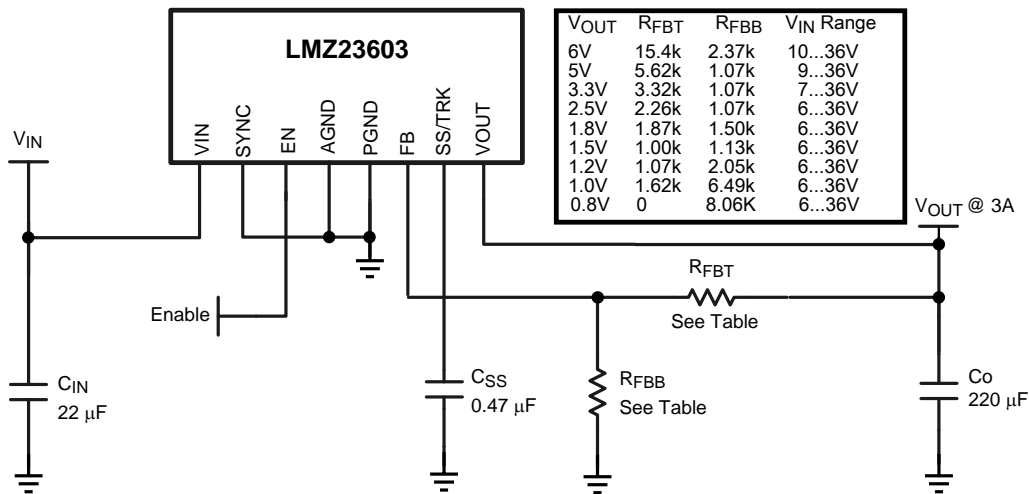 LMZ23603
VIN
SYNC
EN
AGND
PGND
FB
SS/TRK
VOUT
VOUT RFBT RFBB VIN Range
6V 15.4k 2.37k 10...36V
5V 5.62k 1.07k 9...36V
3.3V 3.32k 1.07k 7...36V
2.5V 2.26k 1.07k 6...36V
1.8V 1.87k 1.50k 6...36V
1.5V 1.00k 1.13k 6...36V
1.2V 1.07k 2.05k 6...36V
1.0V 1.62k 6.49k 6...36V
0.8V 0 8.06K 6...36V
VIN
VOUT @ 3A
RFBT
See Table
Enable
CIN
22 μF
CSS
0.47 μF
RFBB
See Table
Co
220 μF